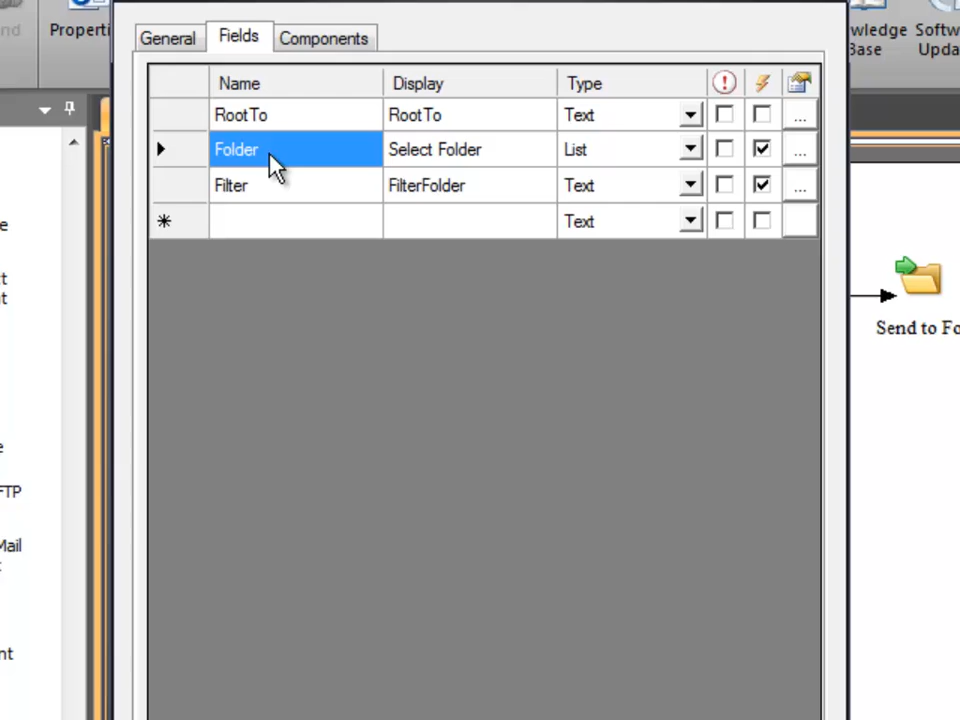 Properti
wledge
Base
Softw
Upda
General Fields Components
Name Display Type
RootTo RootTo Text ...
Folder Select Folder List ...
Filter FilterFolder Text ...
Text
Send to Fo
FTP
Mail
nt